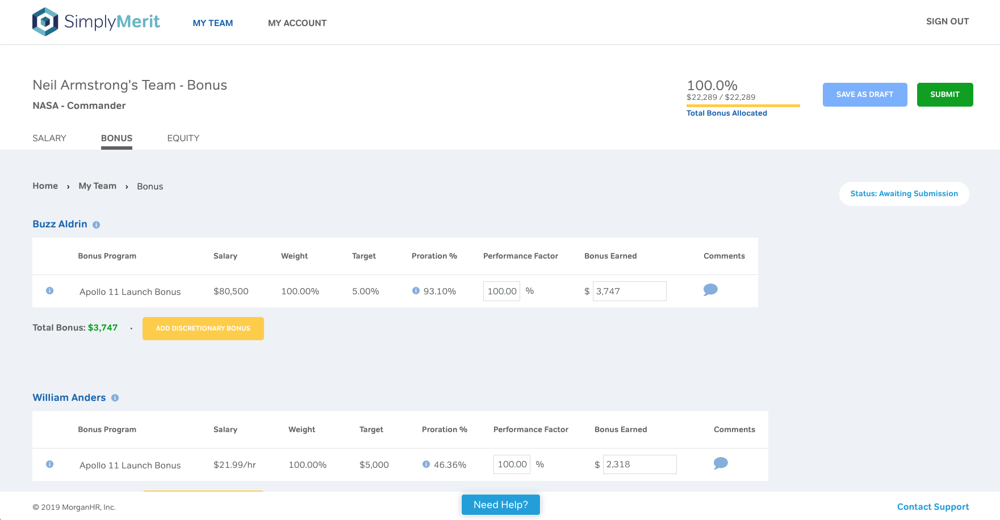 SimplyMerit
MY TEAM
MY ACCOUNT
SIGN OUT
Neil Armstrong's Team - Bonus
NASA - Commander
100.0%
$22,289 / $22,289
Total Bonus Allocated
SAVE AS DRAFT
SUBMIT
SALARY
BONUS
EQUITY
Home › My Team › Bonus
Status: Awaiting Submission
Buzz Aldrin i
Bonus Program Salary Weight Target Proration % Performance Factor Bonus Earned Comments
i Apollo 11 Launch Bonus $80,500 100.00% 5.00% i 93.10% 100.00 % $ 3,747
Total Bonus: $3,747 ·
ADD DISCRETIONARY BONUS
William Anders i
Bonus Program Salary Weight Target Proration % Performance Factor Bonus Earned Comments
i Apollo 11 Launch Bonus $21.99/hr 100.00% $5,000 i 46.36% 100.00 % $ 2,318
© 2019 MorganHR, Inc.
Need Help?
Contact Support